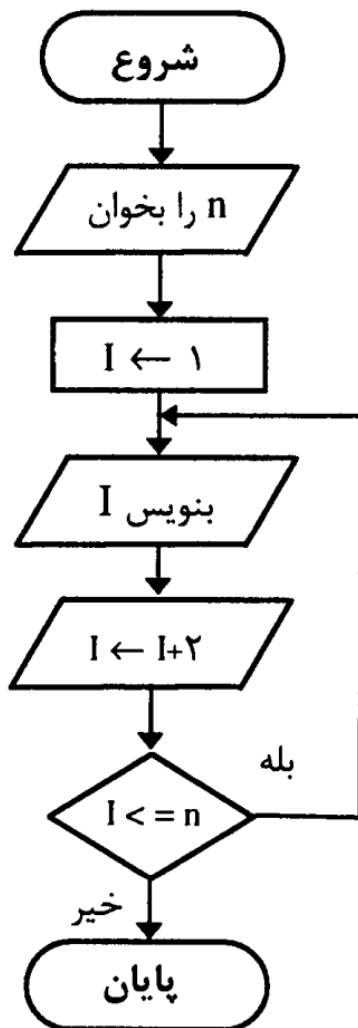 شروع
n را بخوان
I ← ۱
بنویس I
I ← I+۲
بله
I < = n
خیر
پایان